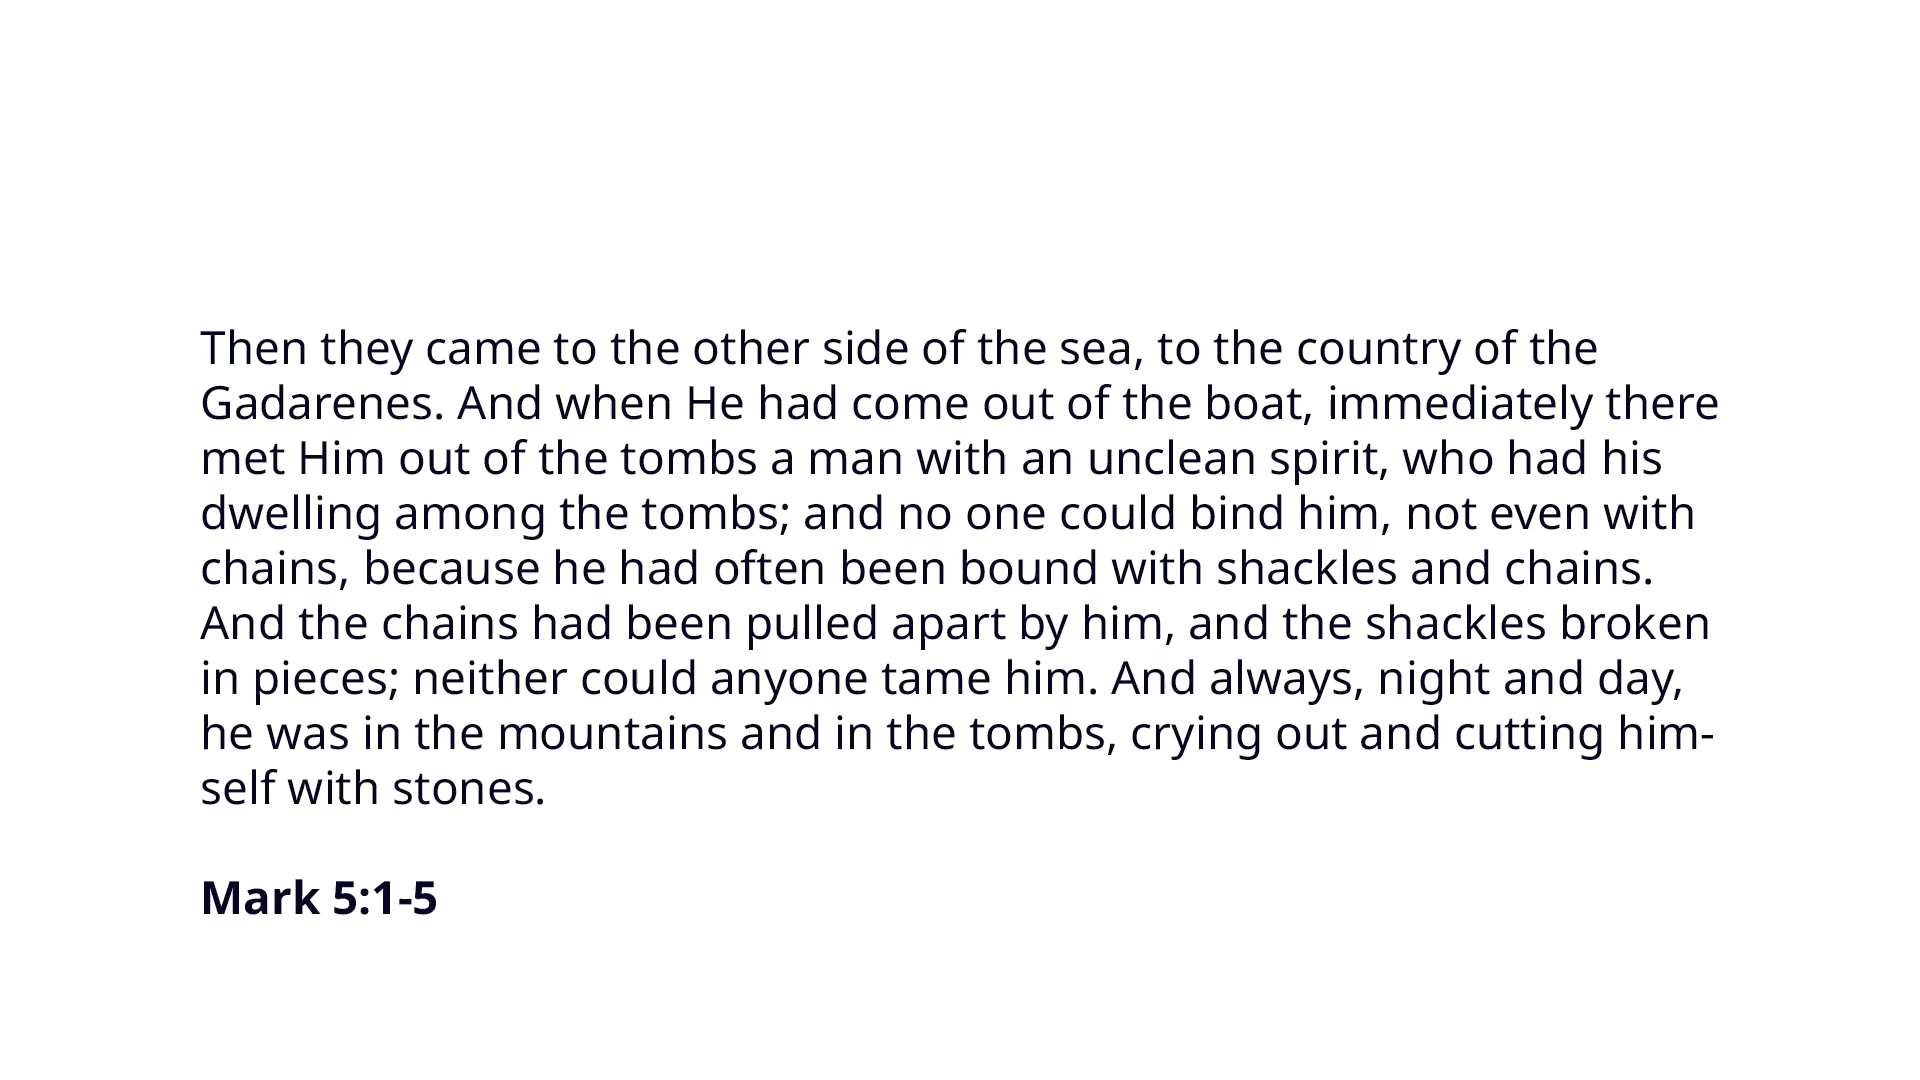 Then they came to the other side of the sea, to the country of the
Gadarenes. And when He had come out of the boat, immediately there
met Him out of the tombs a man with an unclean spirit, who had his
dwelling among the tombs; and no one could bind him, not even with
chains, because he had often been bound with shackles and chains.
And the chains had been pulled apart by him, and the shackles broken
in pieces; neither could anyone tame him. And always, night and day,
he was in the mountains and in the tombs, crying out and cutting him-
self with stones.
Mark 5:1-5